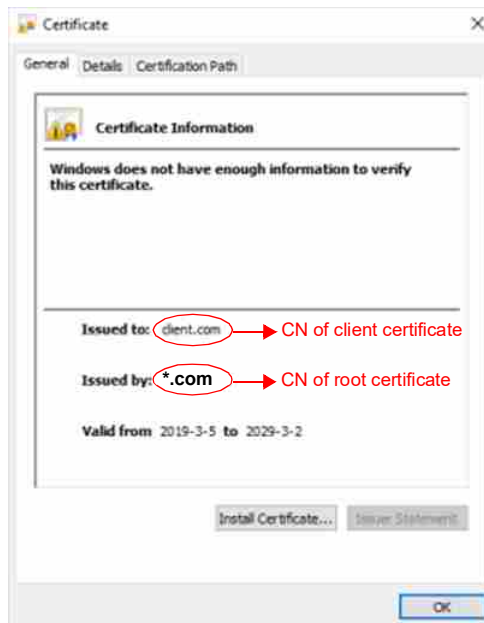 Certificate
General Details Certification Path
Certificate Information
Windows does not have enough information to verify
this certificate.
Issued to: client.com CN of client certificate
Issued by: *.com CN of root certificate
Valid from 2019-3-5 to 2029-3-2
Install Certificate... Issuer Statement
OK